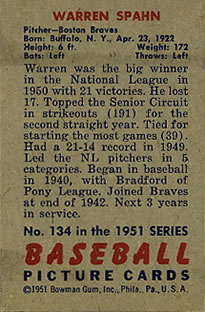 WARREN SPAHN
Pitcher—Boston Braves
Born: Buffalo, N. Y., Apr. 23, 1922
Height: 6 ft. Weight: 172
Bats: Left Throws: Left
Warren was the big winner
in the National League in
1950 with 21 victories. He lost
17. Topped the Senior Circuit
in strikeouts (191) for the
second straight year. Tied for
starting the most games (39).
Had a 21-14 record in 1949.
Led the NL pitchers in 5
categories. Began in baseball
in 1940, with Bradford of
Pony League. Joined Braves
at end of 1942. Next 3 years
in service.
No. 134 in the 1951 SERIES
BASEBALL
PICTURE CARDS
©1951 Bowman Gum, Inc., Phila., Pa., U. S. A.